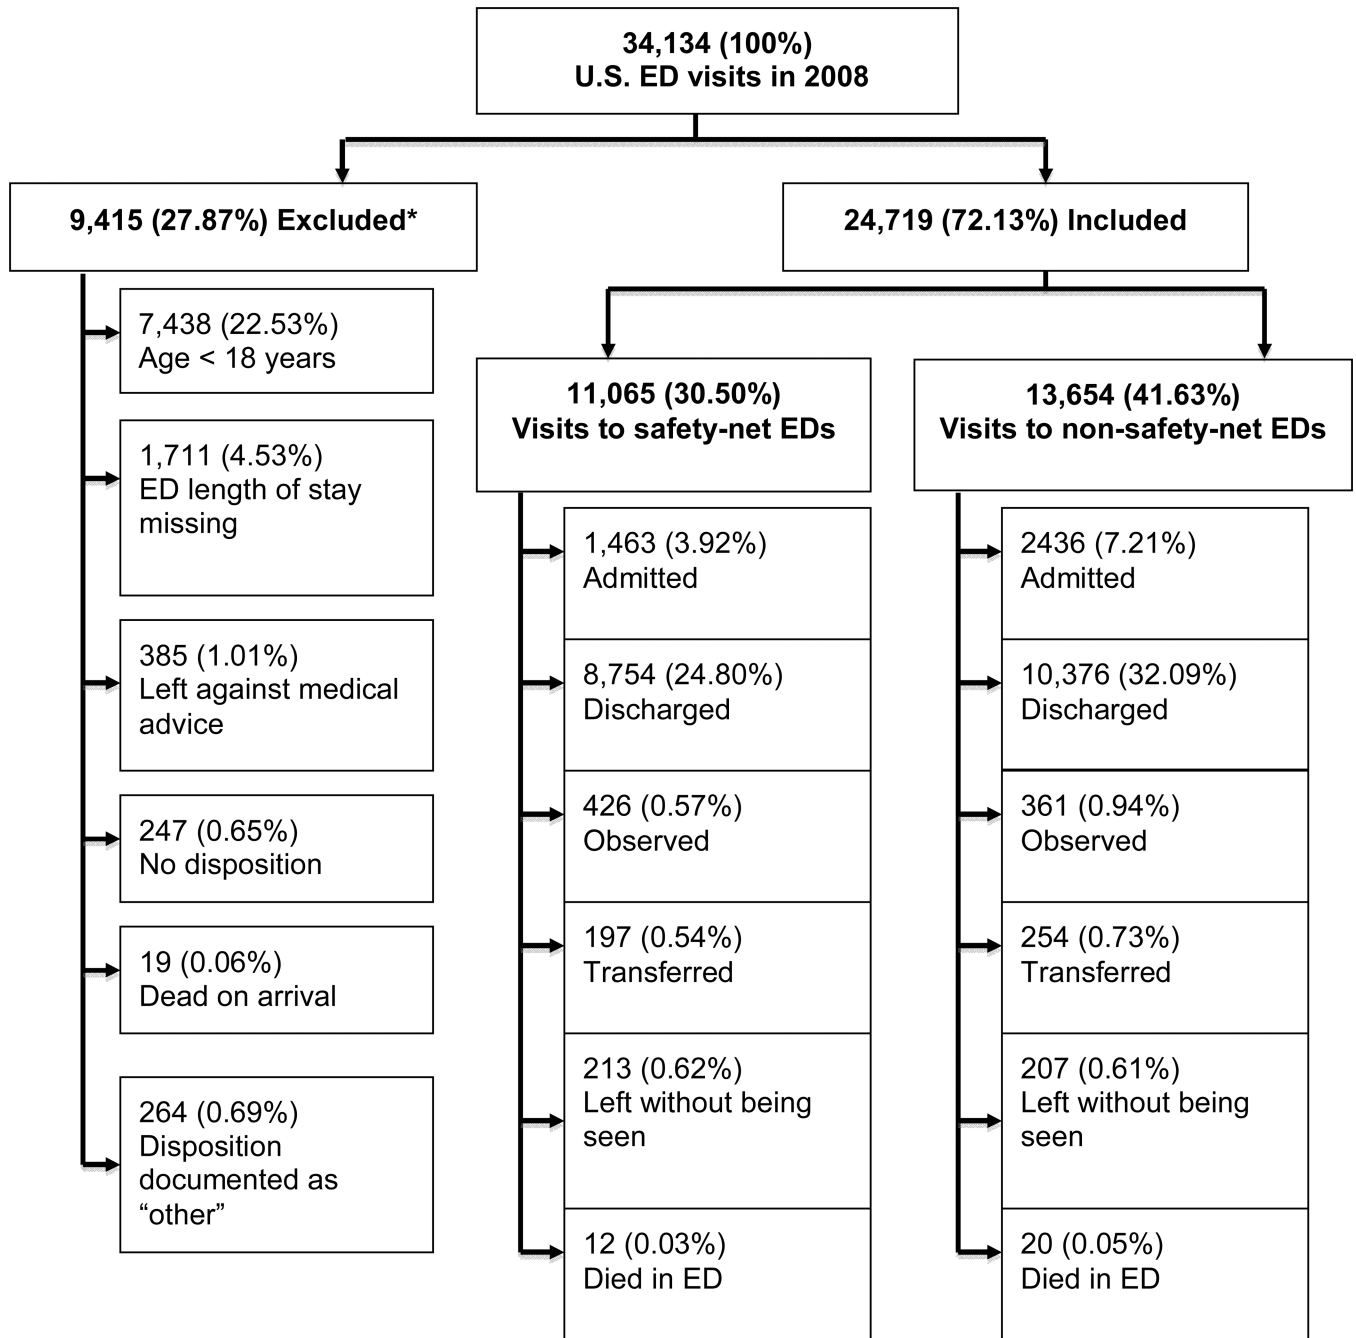 34,134 (100%)
U.S. ED visits in 2008
9,415 (27.87%) Excluded*
24,719 (72.13%) Included
7,438 (22.53%)
Age < 18 years
1,711 (4.53%)
ED length of stay
missing
385 (1.01%)
Left against medical
advice
247 (0.65%)
No disposition
19 (0.06%)
Dead on arrival
264 (0.69%)
Disposition
documented as
“other”
11,065 (30.50%)
Visits to safety-net EDs
1,463 (3.92%)
Admitted
8,754 (24.80%)
Discharged
426 (0.57%)
Observed
197 (0.54%)
Transferred
213 (0.62%)
Left without being
seen
12 (0.03%)
Died in ED
13,654 (41.63%)
Visits to non-safety-net EDs
2436 (7.21%)
Admitted
10,376 (32.09%)
Discharged
361 (0.94%)
Observed
254 (0.73%)
Transferred
207 (0.61%)
Left without being
seen
20 (0.05%)
Died in ED